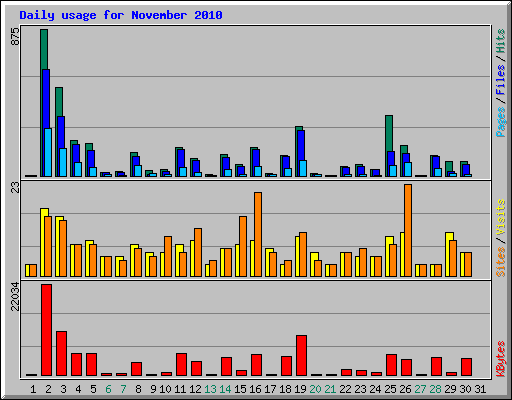 Daily usage for November 2010
875
Pages / Files / Hits
23
Sites / Visits
22034
KBytes
1 2 3 4 5 6 7 8 9 10 11 12 13 14 15 16 17 18 19 20 21 22 23 24 25 26 27 28 29 30 31